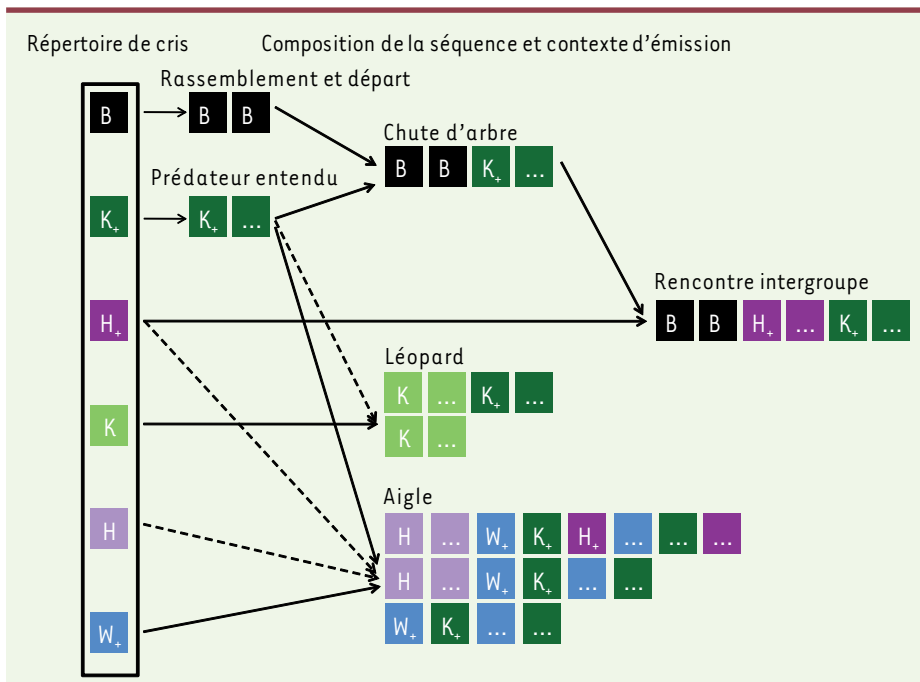 Répertoire de cris
Composition de la séquence et contexte d'émission
Rassemblement et départ
B
B B
Chute d'arbre
B B K+ ...
Prédateur entendu
K+
K+ ...
Rencontre intergroupe
H+
B B H+ ... K+ ...
Léopard
K ... K+ ...
K
K ...
Aigle
H
H ... W+ K+ H+ ... ... ...
H ... W+ K+ ... ...
W+
W+ K+ ... ...